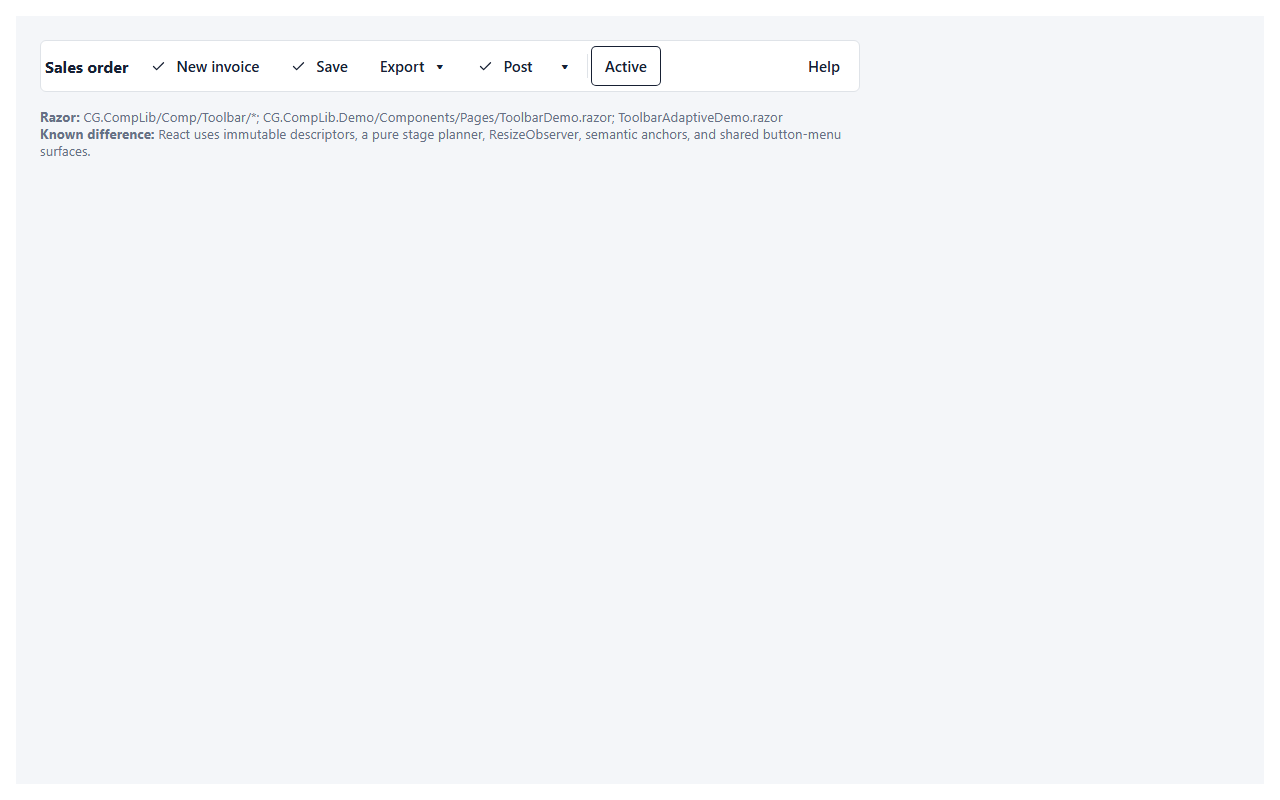 Sales order New invoice Save Export Post Active Help
Razor: CG.CompLib/Comp/Toolbar/*; CG.CompLib.Demo/Components/Pages/ToolbarDemo.razor; ToolbarAdaptiveDemo.razor
Known difference: React uses immutable descriptors, a pure stage planner, ResizeObserver, semantic anchors, and shared button-menu
surfaces.